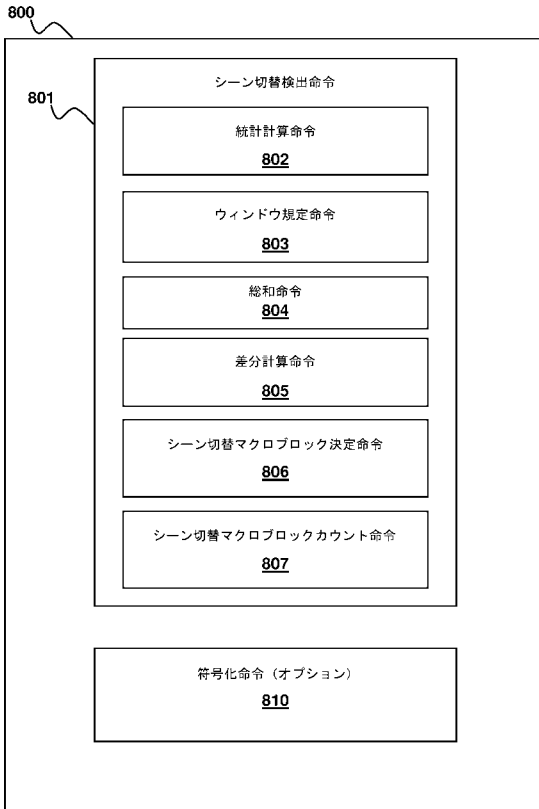 800
801
シーン切替検出命令
統計計算命令
802
ウィンドウ規定命令
803
総和命令
804
差分計算命令
805
シーン切替マクロブロック決定命令
806
シーン切替マクロブロックカウント命令
807
符号化命令（オプション）
810